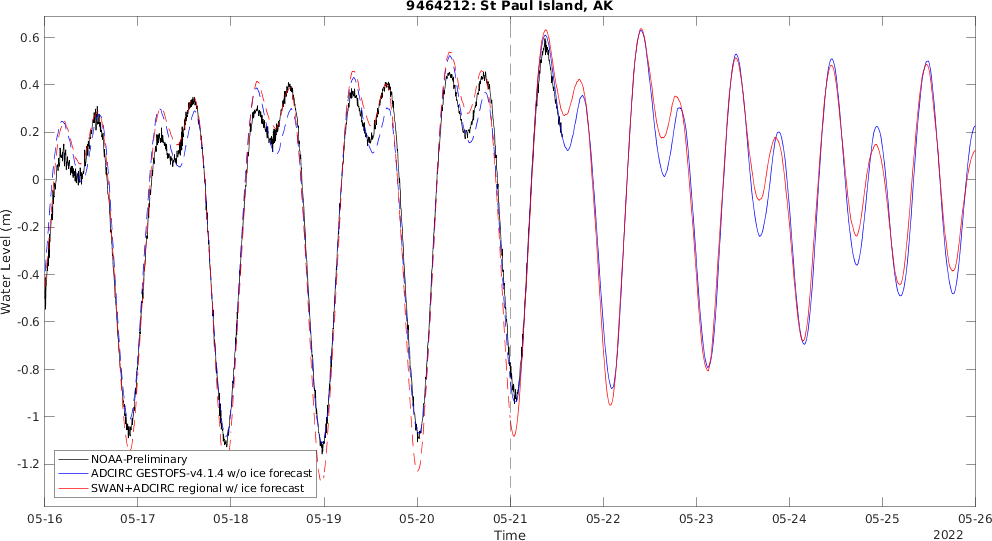 9464212: St Paul Island, AK
0.6
0.4
0.2
0
-0.2
-0.4
-0.6
-0.8
-1
-1.2
Water Level (m)
NOAA-Preliminary
ADCIRC GESTOFS-v4.1.4 w/o ice forecast
SWAN+ADCIRC regional w/ ice forecast
05-16 05-17 05-18 05-19 05-20 05-21 05-22 05-23 05-24 05-25 05-26
Time
2022